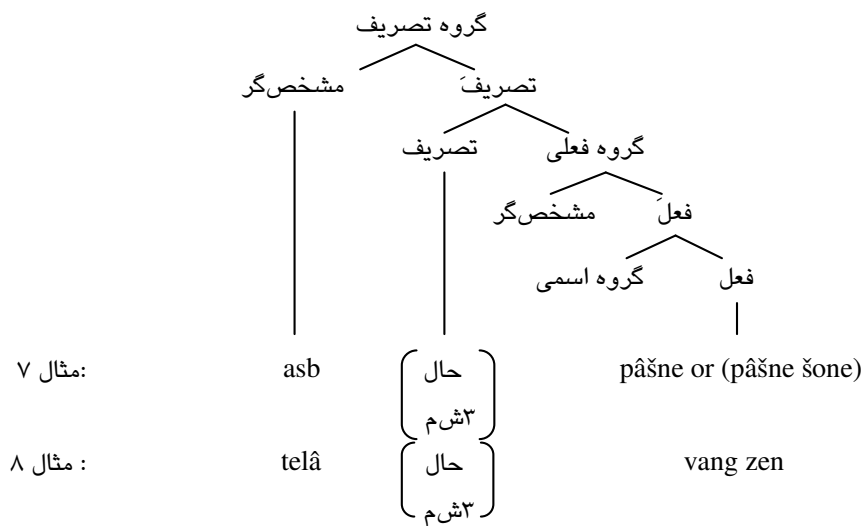 گروه تصریف
مشخص‌گر تصریفَ
تصریف گروه فعلی
مشخص‌گر فعلَ
گروه اسمی فعل
مثال ۷: asb حال pâšne or (pâšne šone)
۳ش‌م
مثال ۸ : telâ حال vang zen
۳ش‌م